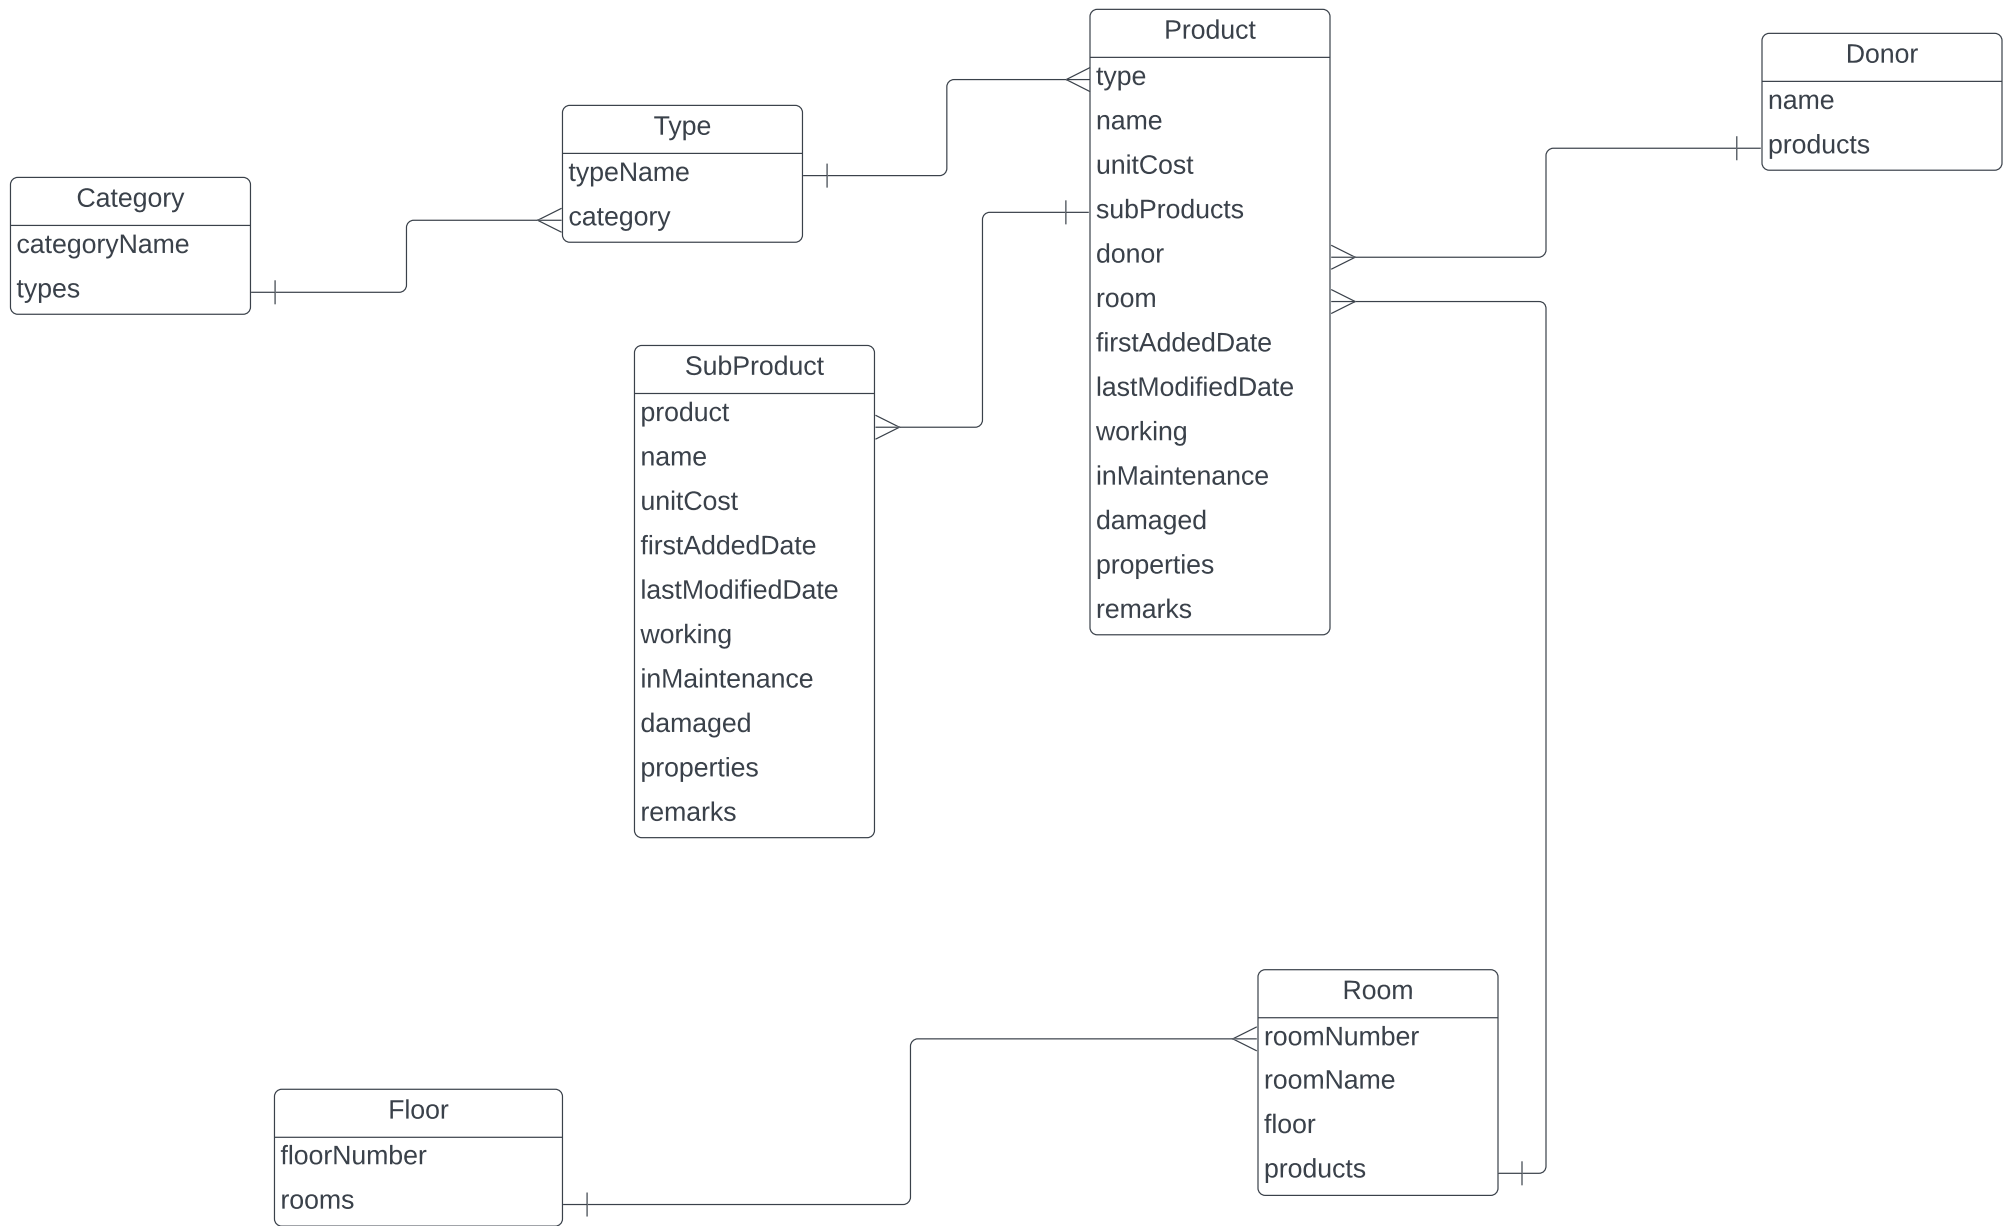 Category
categoryName
types
Type
typeName
category
SubProduct
product
name
unitCost
firstAddedDate
lastModifiedDate
working
inMaintenance
damaged
properties
remarks
Product
type
name
unitCost
subProducts
donor
room
firstAddedDate
lastModifiedDate
working
inMaintenance
damaged
properties
remarks
Donor
name
products
Floor
floorNumber
rooms
Room
roomNumber
roomName
floor
products